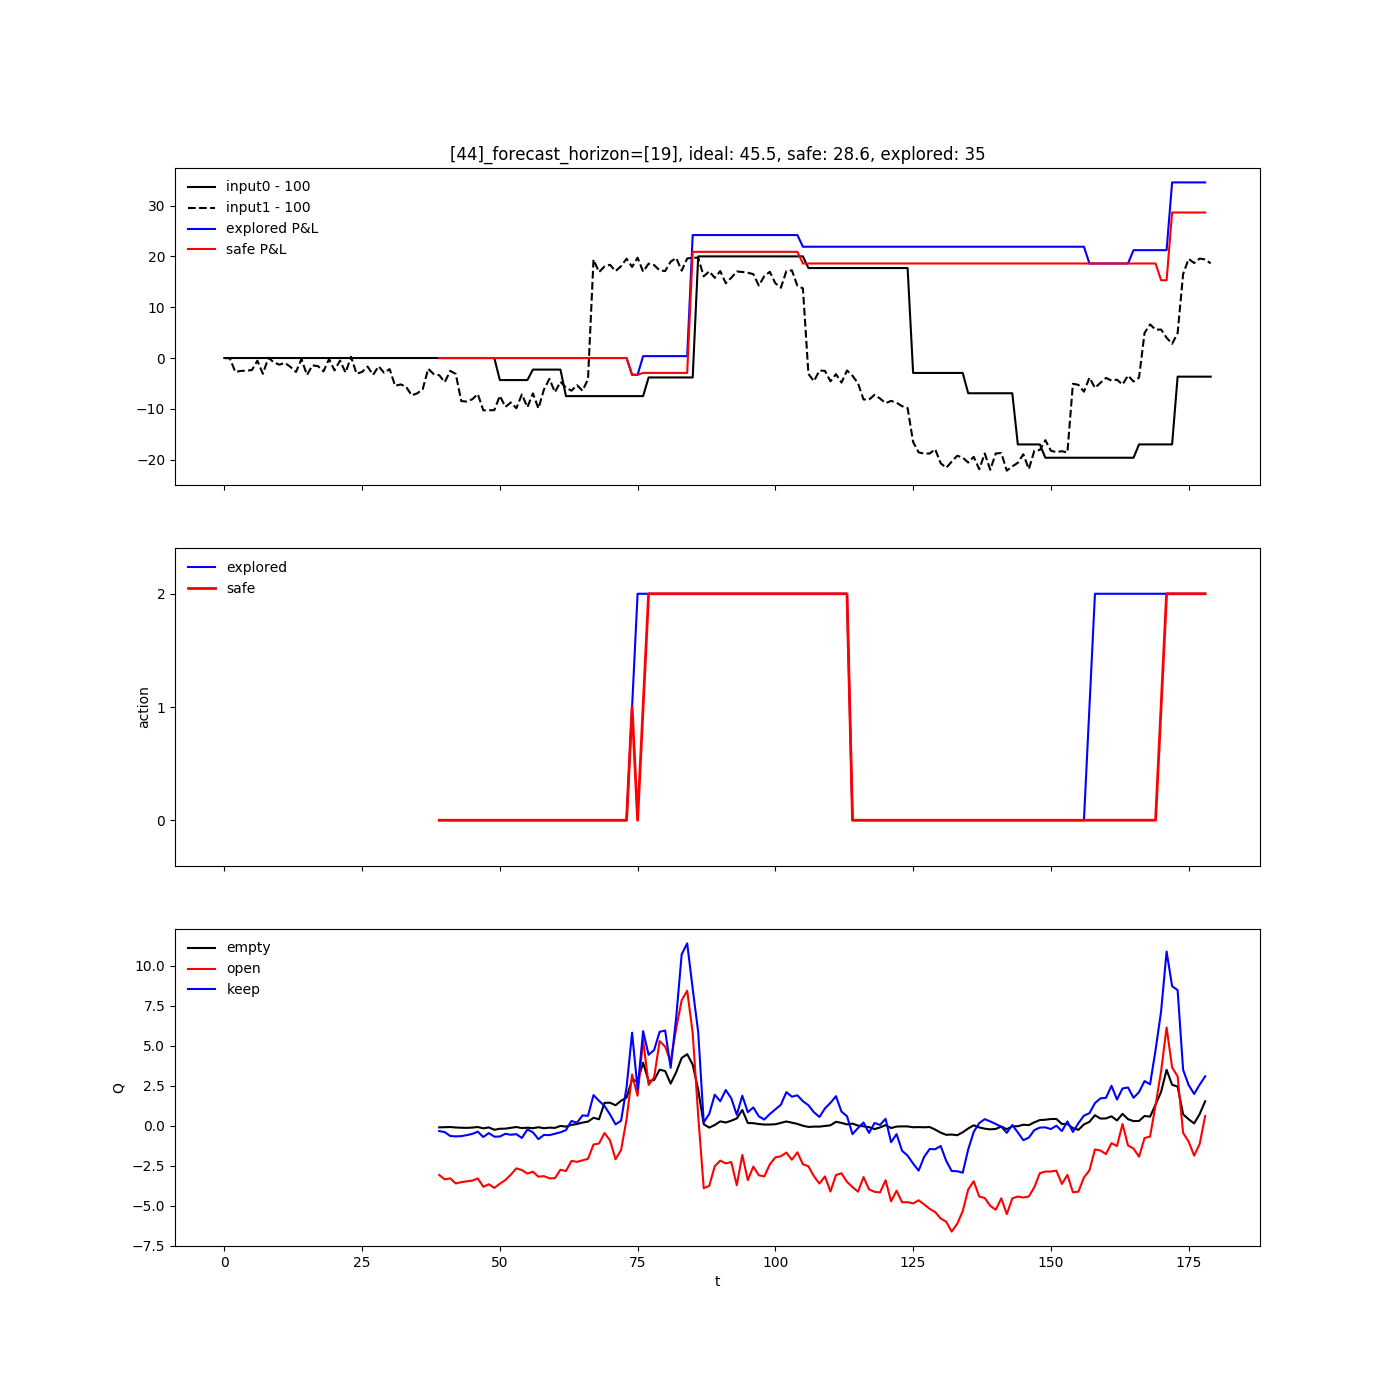 [44]_forecast_horizon=[19], ideal: 45.5, safe: 28.6, explored: 35
input0 - 100
input1 - 100
explored P&L
safe P&L
30
20
10
0
−10
−20
explored
safe
2
1
0
action
empty
open
keep
10.0
7.5
5.0
2.5
0.0
−2.5
−5.0
−7.5
Q
0 25 50 75 100 125 150 175
t